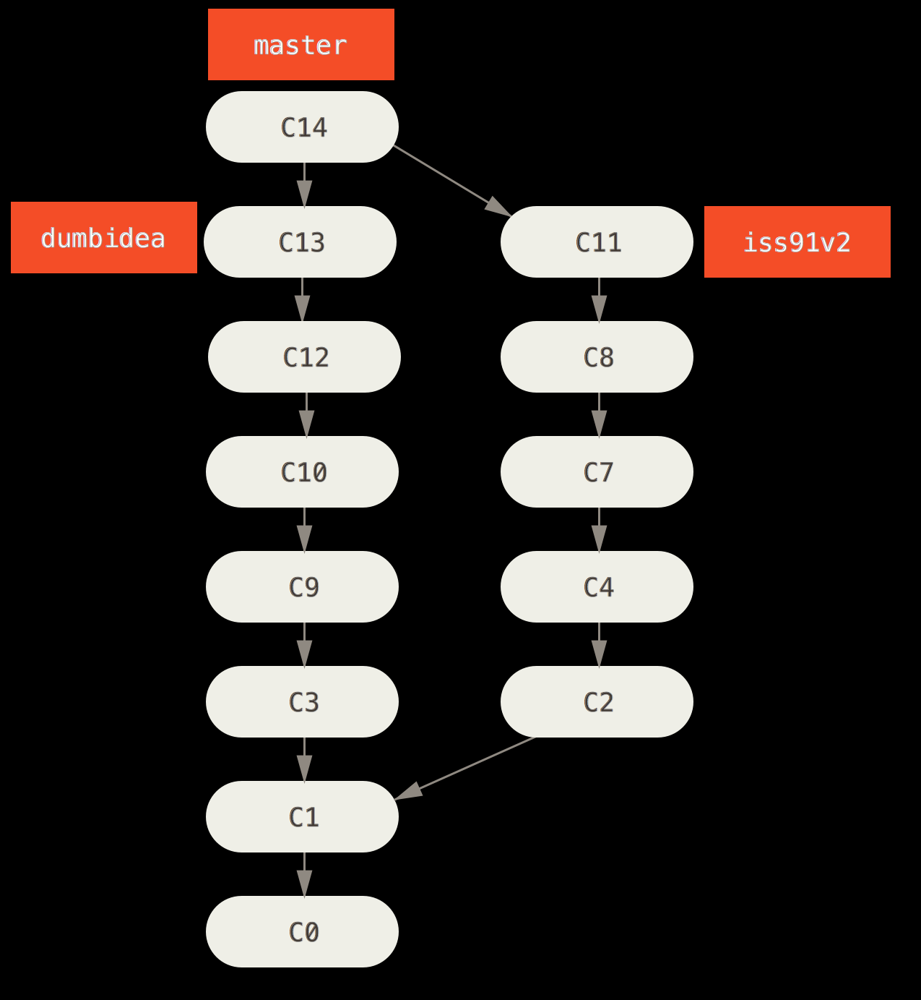 master
C14
dumbidea
C13
C11
iss91v2
C12
C8
C10
C7
C9
C4
C3
C2
C1
C0